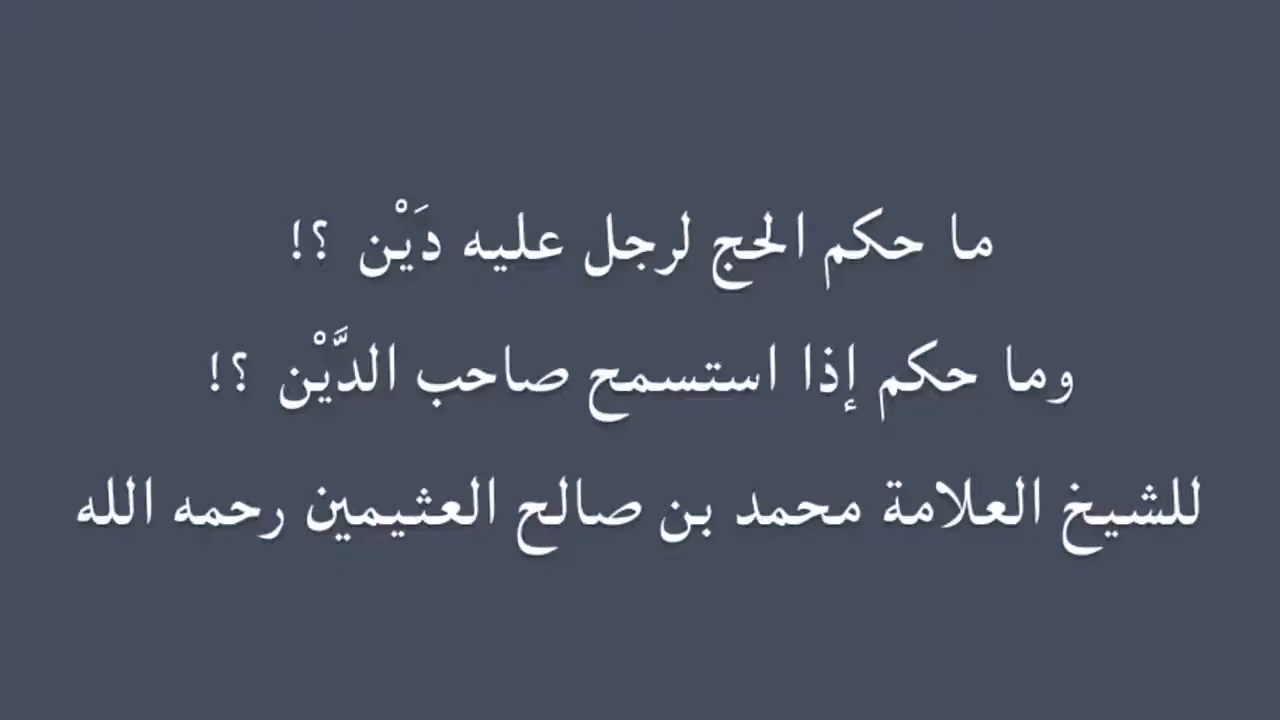 ما حكم الحج لرجل عليه دَيْن ؟!
وما حكم إذا استسمح صاحب الدَّيْن ؟!
للشيخ العلامة محمد بن صالح العثيمين رحمه الله